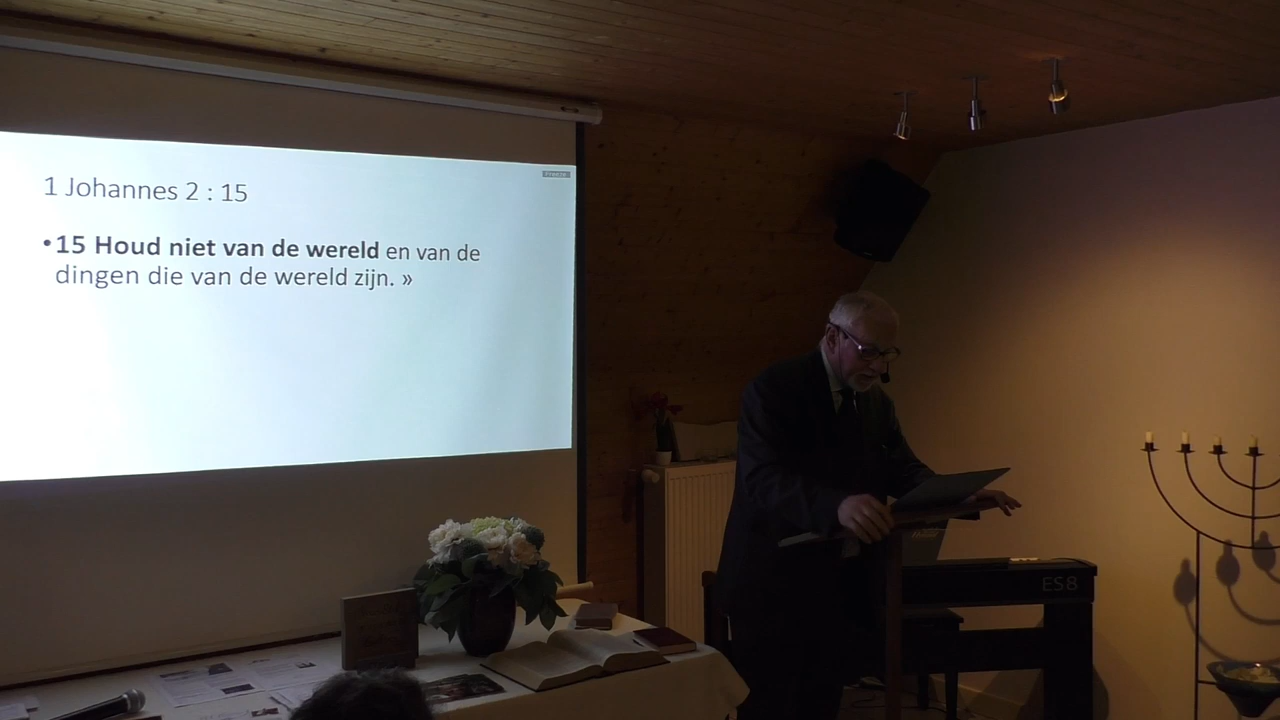 1 Johannes 2 : 15
•15 Houd niet van de wereld en van de
dingen die van de wereld zijn. »
Freeze
ES8